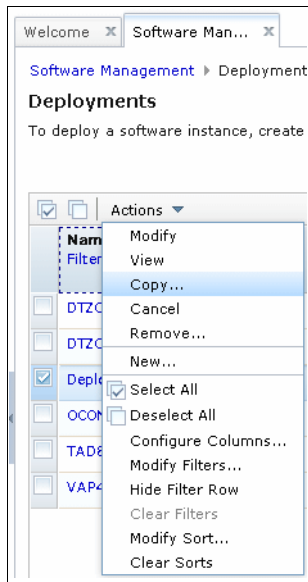 Welcome
Software Man...
Software Management Deployment
Deployments
To deploy a software instance, create
Actions
Nam
Filter
DTZC
DTZC
Deplo
OCON
TAD8
VAP4
Modify
View
Copy...
Cancel
Remove...
New...
Select All
Deselect All
Configure Columns...
Modify Filters...
Hide Filter Row
Clear Filters
Modify Sort...
Clear Sorts